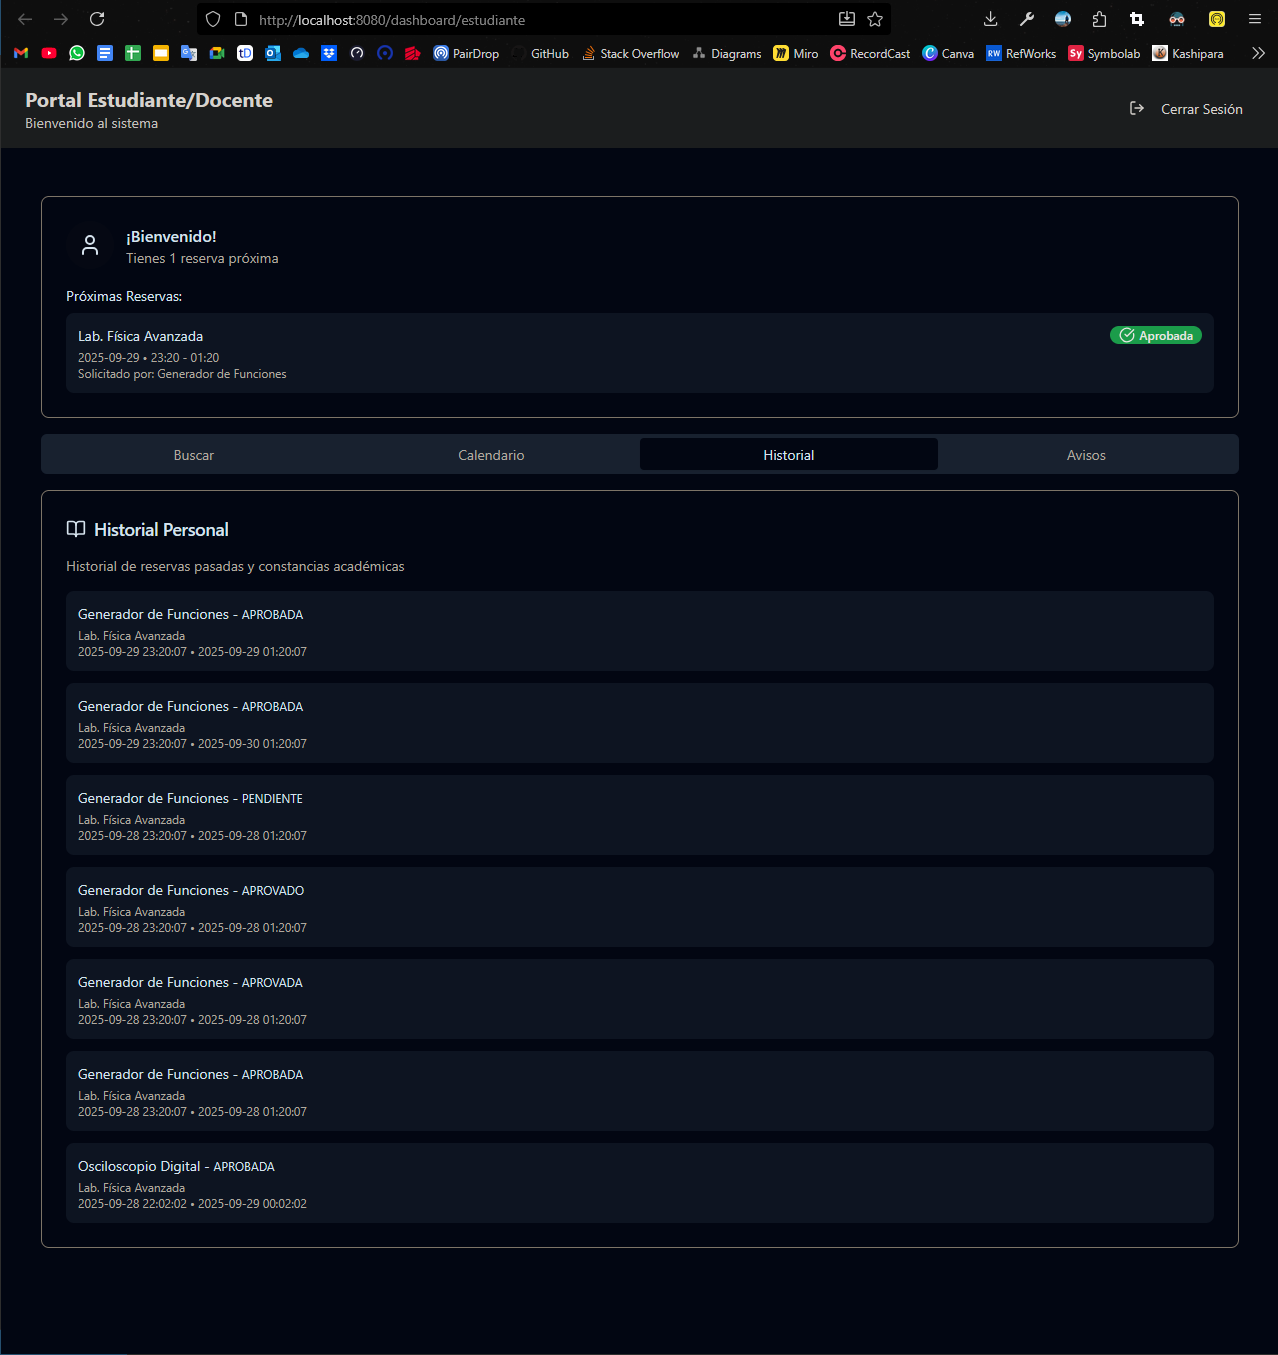 http://localhost:8080/dashboard/estudiante
PairDrop GitHub Stack Overflow Diagrams Miro RecordCast Canva RW RefWorks Sy Symbolab Kashipara
Portal Estudiante/Docente
Bienvenido al sistema
Cerrar Sesión
¡Bienvenido!
Tienes 1 reserva próxima
Próximas Reservas:
Lab. Física Avanzada
Aprobada
2025-09-29 • 23:20 - 01:20
Solicitado por: Generador de Funciones
Buscar Calendario Historial Avisos
Historial Personal
Historial de reservas pasadas y constancias académicas
Generador de Funciones - APROBADA
Lab. Física Avanzada
2025-09-29 23:20:07 • 2025-09-29 01:20:07
Generador de Funciones - APROBADA
Lab. Física Avanzada
2025-09-29 23:20:07 • 2025-09-30 01:20:07
Generador de Funciones - PENDIENTE
Lab. Física Avanzada
2025-09-28 23:20:07 • 2025-09-28 01:20:07
Generador de Funciones - APROVADO
Lab. Física Avanzada
2025-09-28 23:20:07 • 2025-09-28 01:20:07
Generador de Funciones - APROVADA
Lab. Física Avanzada
2025-09-28 23:20:07 • 2025-09-28 01:20:07
Generador de Funciones - APROBADA
Lab. Física Avanzada
2025-09-28 23:20:07 • 2025-09-28 01:20:07
Osciloscopio Digital - APROBADA
Lab. Física Avanzada
2025-09-28 22:02:02 • 2025-09-29 00:02:02